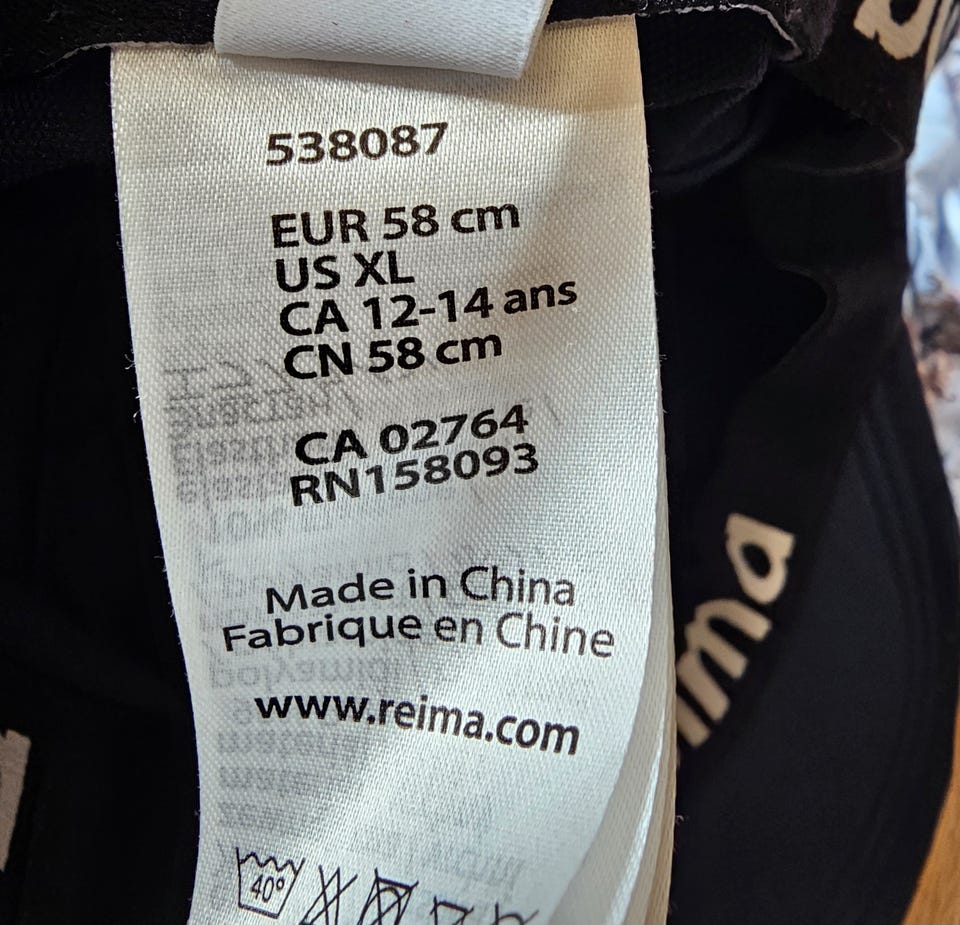 538087
EUR 58 cm
US XL
CA 12-14 ans
CN 58 cm
CA 02764
RN158093
Made in China
Fabrique en Chine
www.reima.com
40°